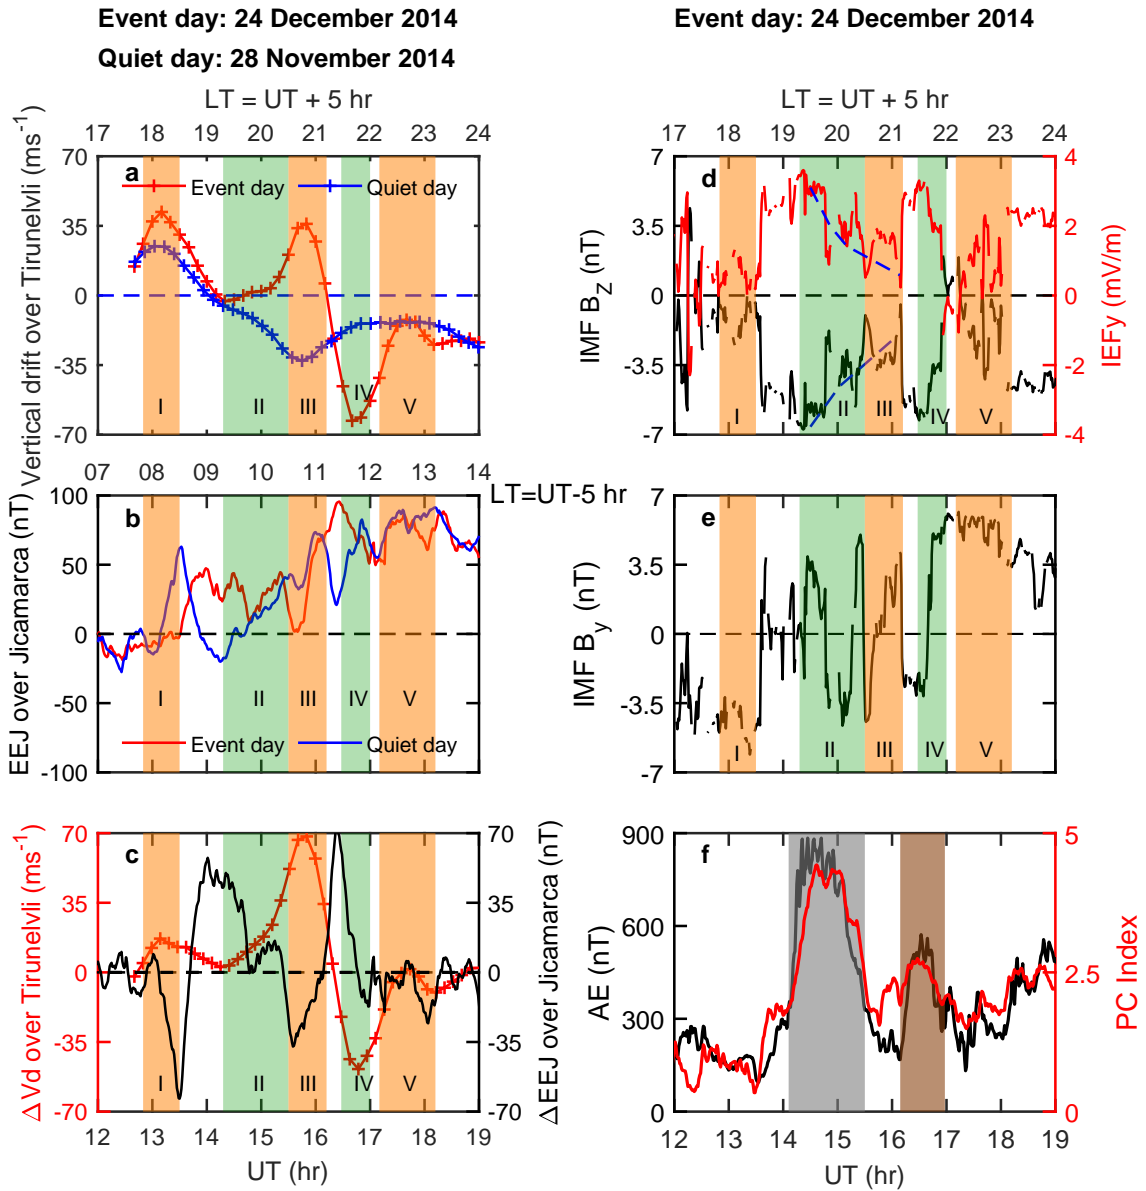 Event day: 24 December 2014
Quiet day: 28 November 2014
LT = UT + 5 hr
17 18 19 20 21 22 23 24
Vertical drift over Tirunelvli (ms-1)
70
35
0
-35
-70
a
Event day
Quiet day
I II III IV V
07 08 09 10 11 12 13 14
LT=UT-5 hr
EEJ over Jicamarca (nT)
100
50
0
-50
-100
b
I II III IV V
Event day
Quiet day
ΔVd over Tirunelvli (ms-1)
70
35
0
-35
-70
c
I II III IV V
70
35
0
-35
-70
ΔEEJ over Jicamarca (nT)
12 13 14 15 16 17 18 19
UT (hr)
Event day: 24 December 2014
LT = UT + 5 hr
17 18 19 20 21 22 23 24
IMF BZ (nT)
7
3.5
0
-3.5
-7
d
I II III IV V
4
2
0
-2
-4
IEFy (mV/m)
IMF By (nT)
7
3.5
0
-3.5
-7
e
I II III IV V
AE (nT)
900
600
300
0
f
5
2.5
0
PC Index
12 13 14 15 16 17 18 19
UT (hr)